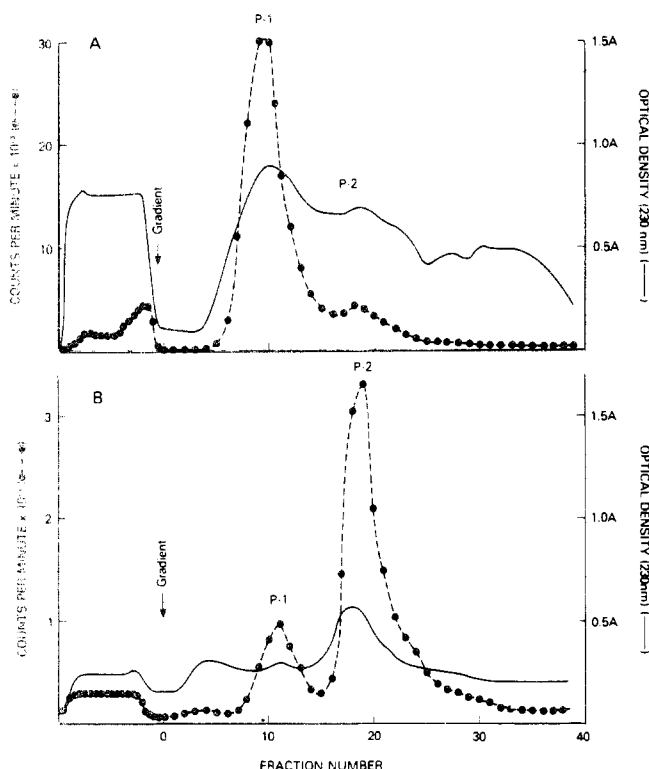 P-1
A
30
20
10
COUNTS PER MINUTE x
Gradient
P-2
1.5A
1.0A
0.5A
OPTICAL DENSITY (230 nm) (——)
B
P-2
3
2
1
COUNTS PER MINUTE x
Gradient
P-1
1.5A
1.0A
0.5A
OPTICAL DENSITY (230nm) (——)
0
10
20
30
40
FRACTION NUMBER